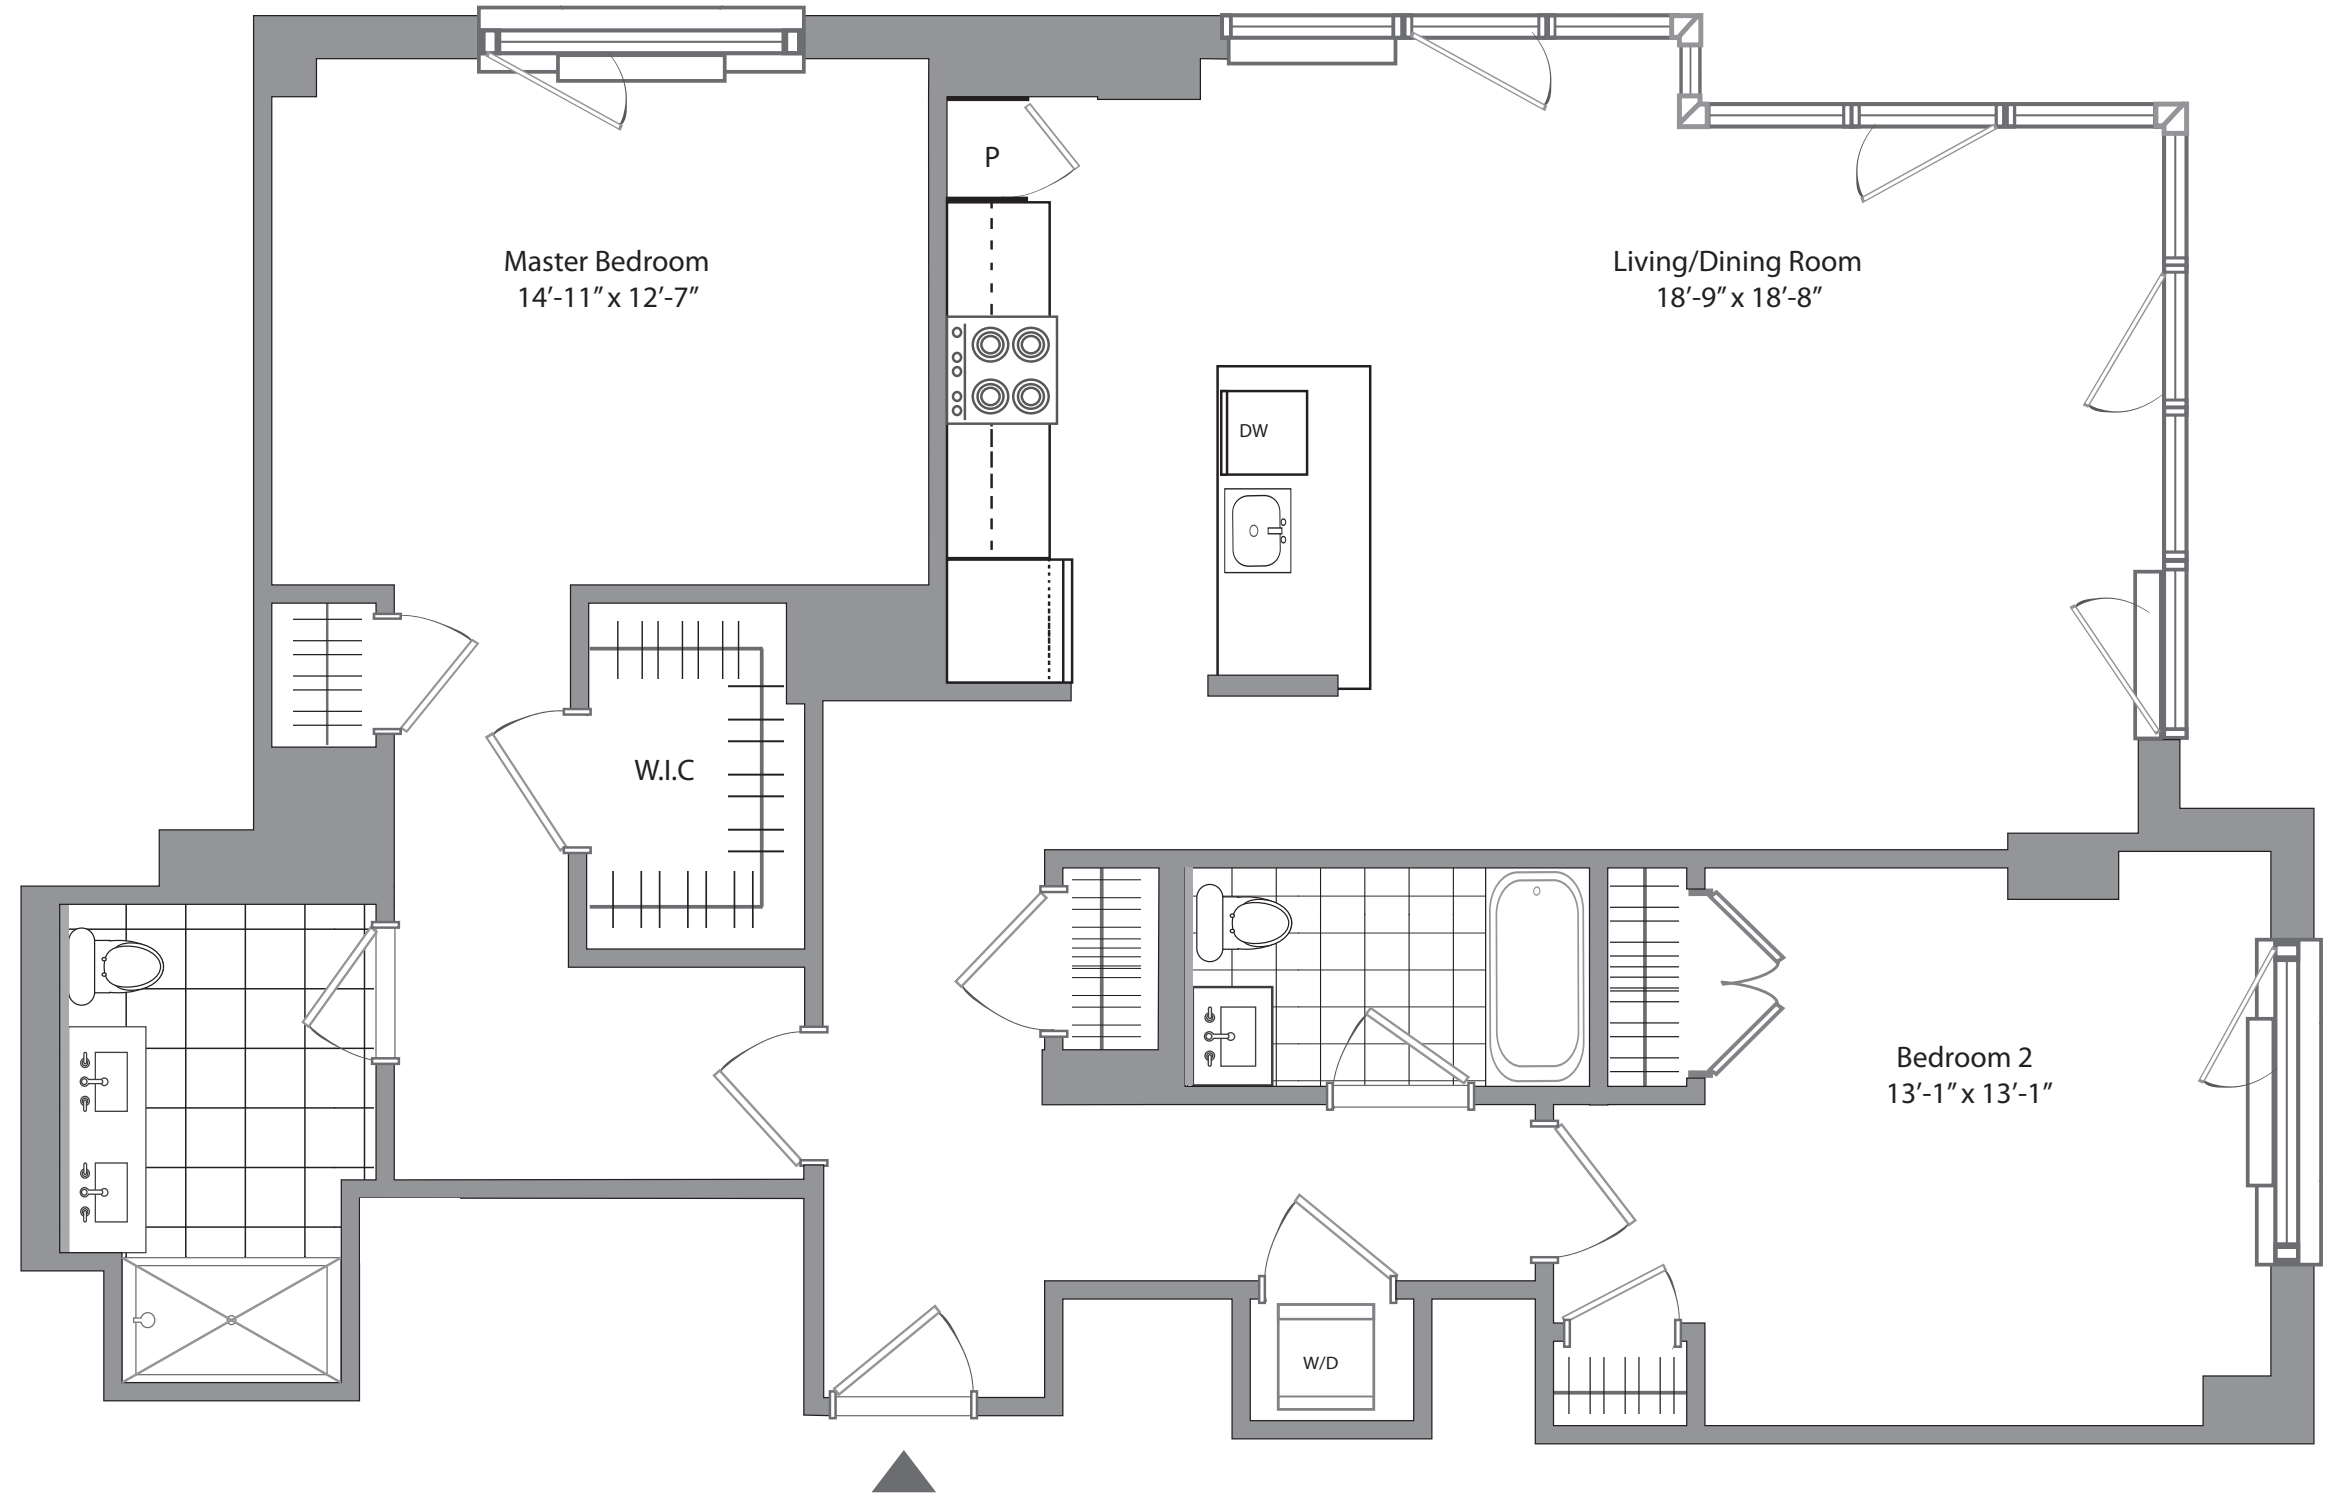 P
Master Bedroom
14’-11” x 12’-7”
Living/Dining Room
18’-9” x 18’-8”
DW
W.I.C
Bedroom 2
13’-1” x 13’-1”
W/D